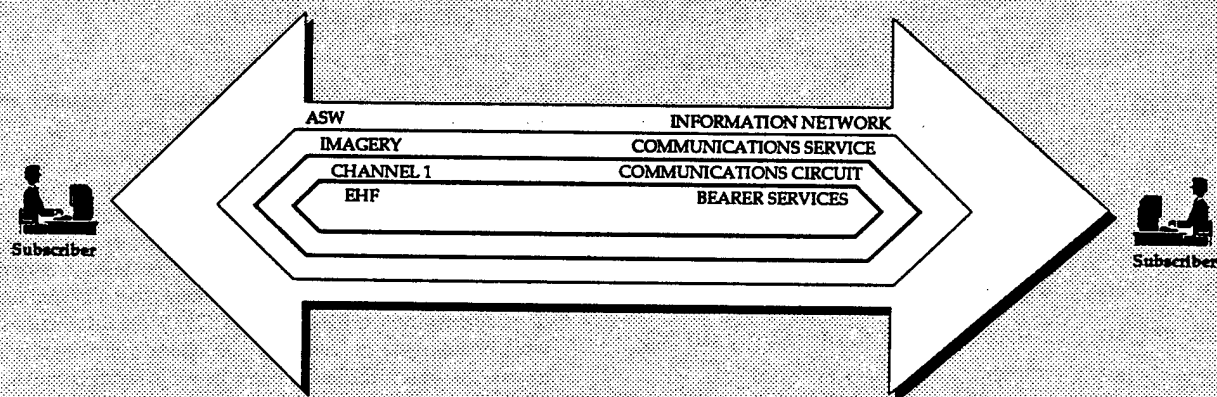 ASW INFORMATION NETWORK
IMAGERY COMMUNICATIONS SERVICE
CHANNEL 1 COMMUNICATIONS CIRCUIT
EHF BEARER SERVICES
Subscriber
Subscriber